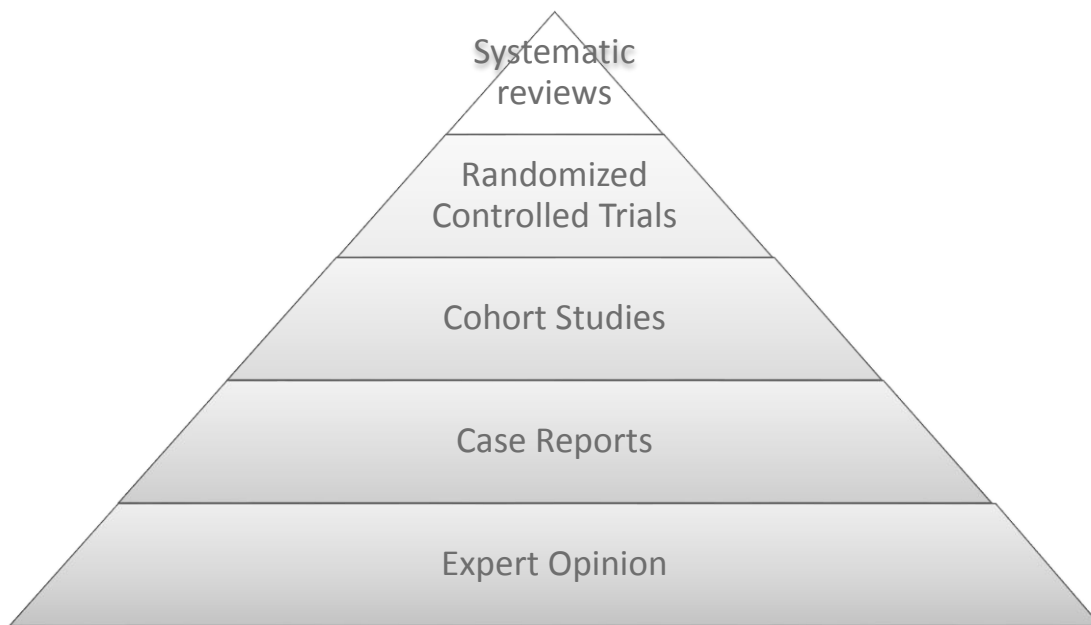 Systematic
reviews
Randomized
Controlled Trials
Cohort Studies
Case Reports
Expert Opinion